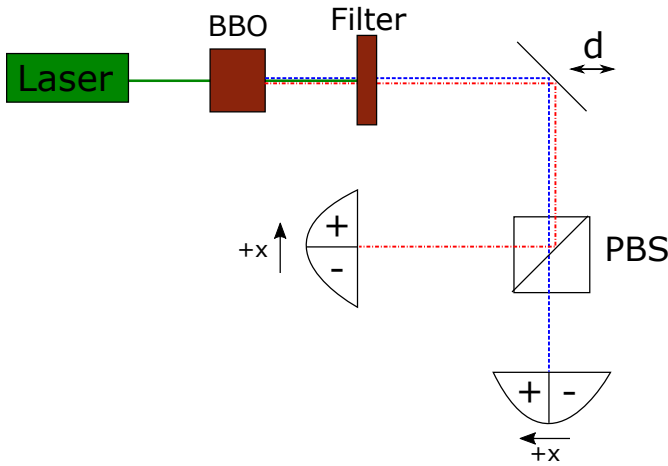 Laser
BBO
Filter
d
+x
+
-
PBS
+ -
+x